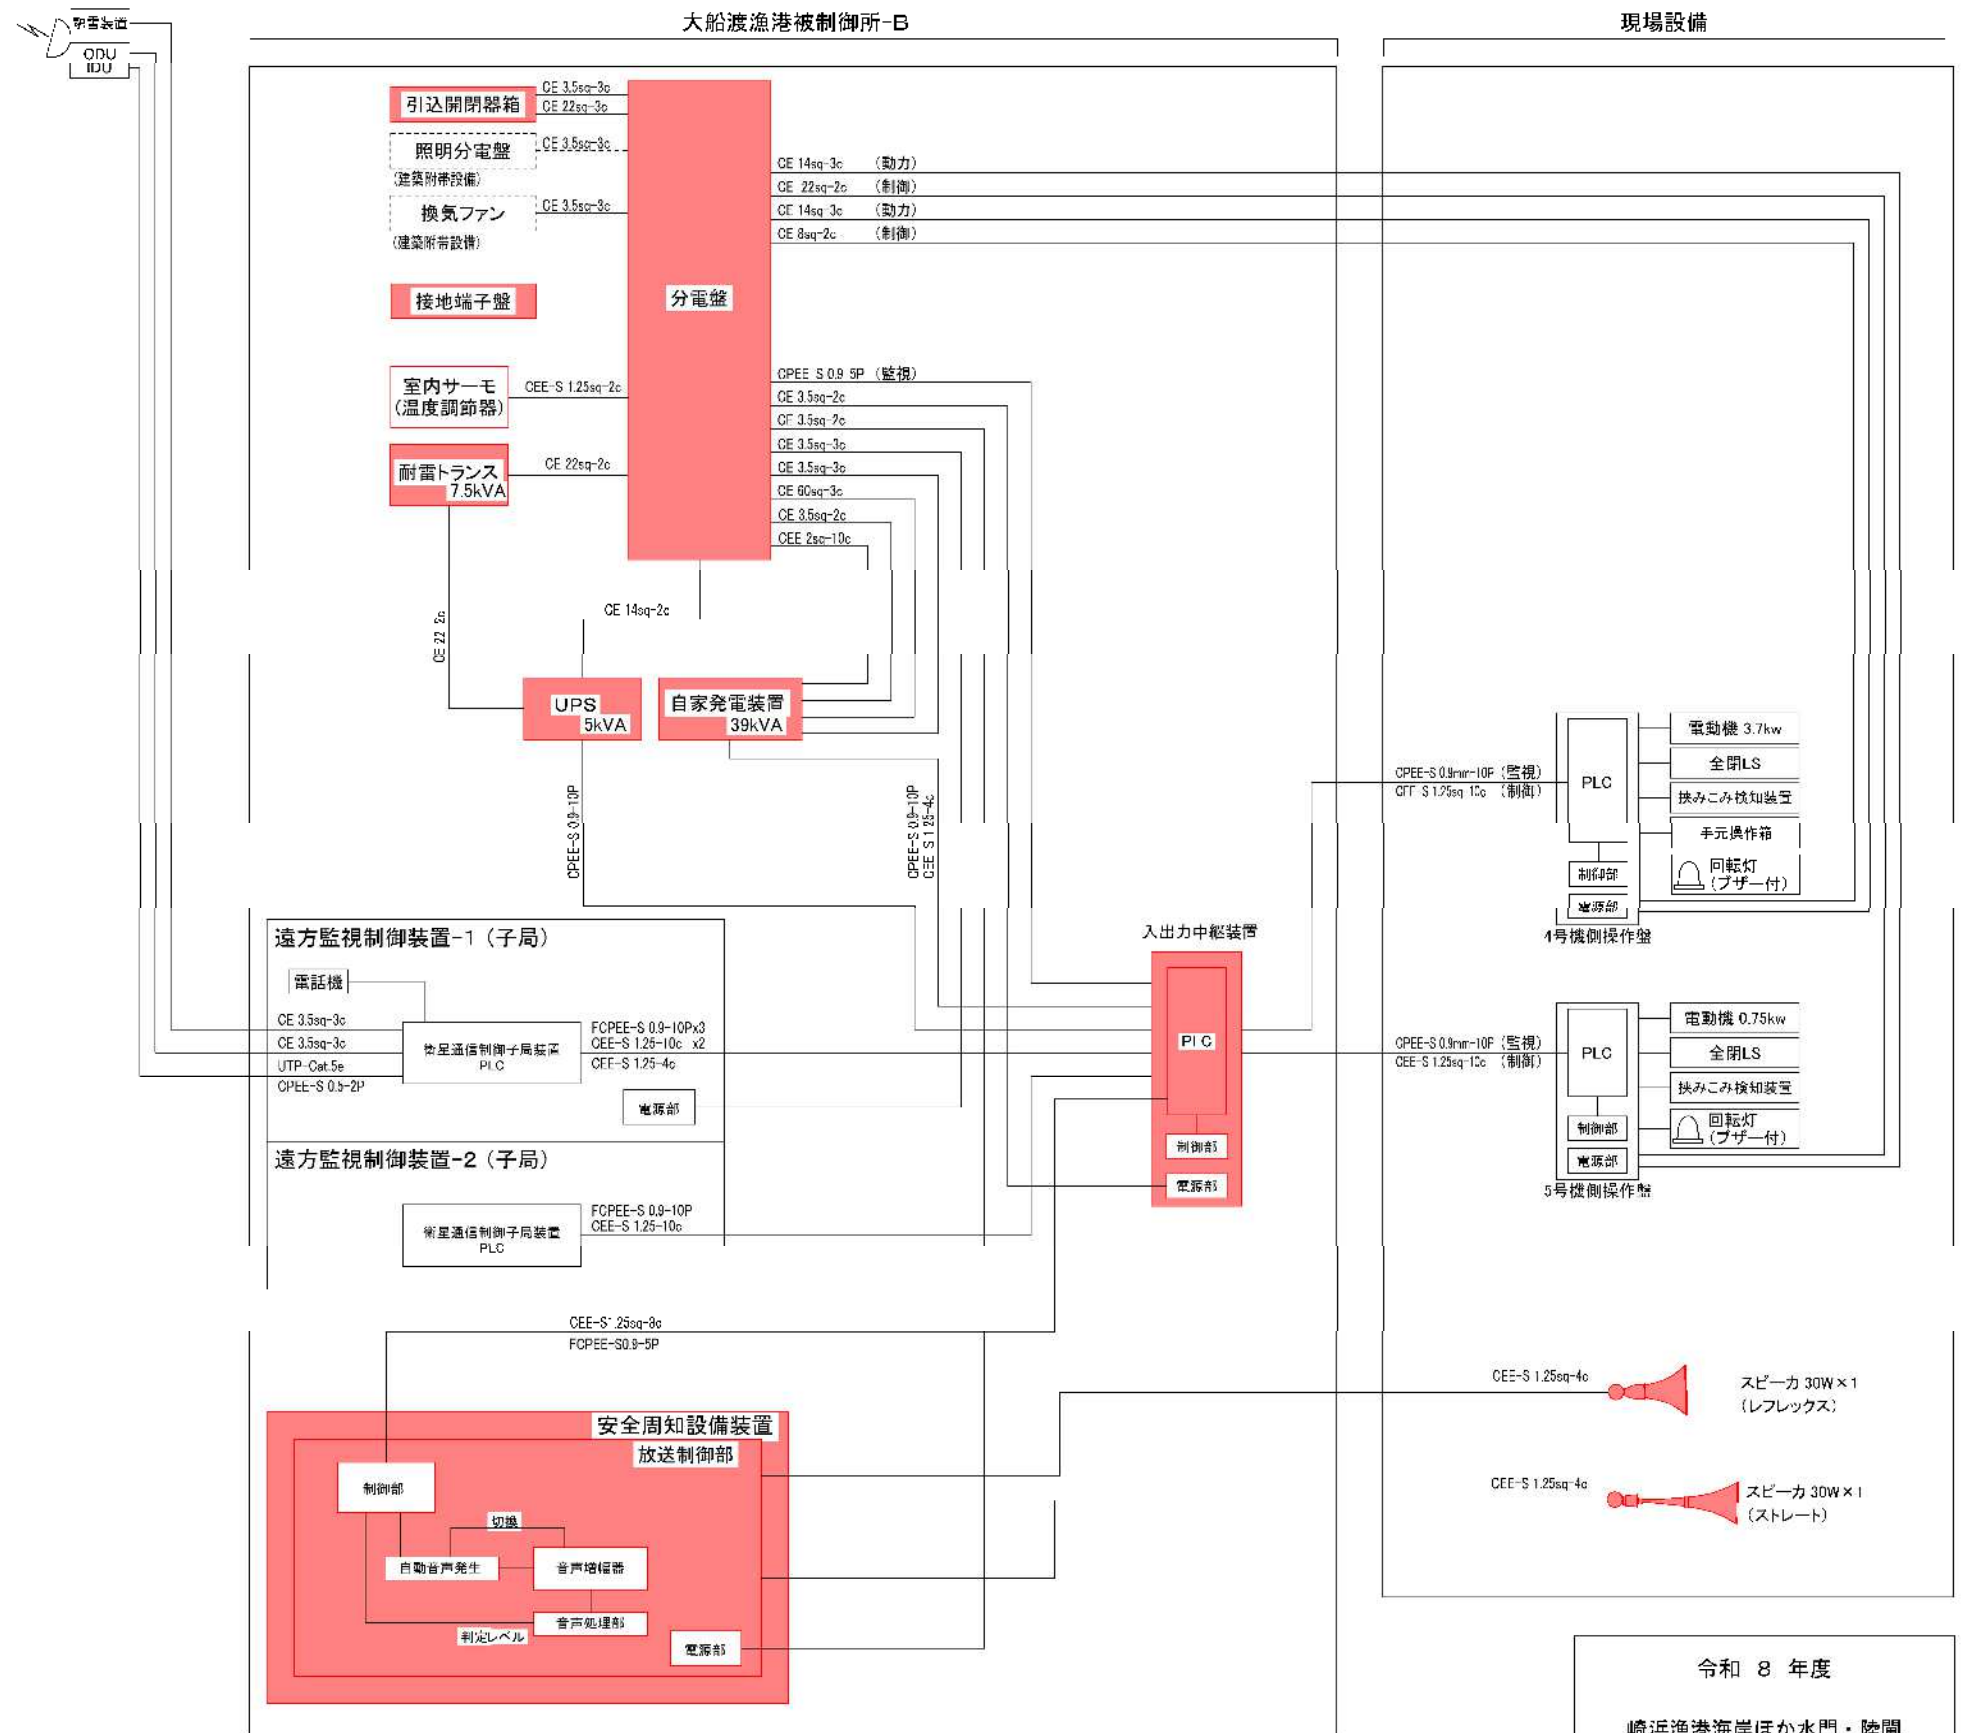 融雪装置
ODU
IDU
大船渡漁港被制御所-B
現場設備
引込開閉器箱
CE 3.5sq-3c
CE 22sq-3c
照明分電盤
(建築附帯設備)
CE 3.5sq-3c
換気ファン
(建築附帯設備)
CE 3.5sq-3c
接地端子盤
分電盤
CE 14sq-3c (動力)
CE 22sq-2c (制御)
CE 14sq-3c (動力)
CE 8sq-2c (制御)
室内サーモ
(温度調節器)
CEE-S 1.25sq-2c
耐雷トランス
7.5kVA
CE 22sq-2c
CPEE-S 0.9-5P (監視)
CE 3.5sq-2c
CE 3.5sq-2c
CE 3.5sq-3c
CE 3.5sq-3c
CE 60sq-3c
CE 3.5sq-2c
CEE 2sq-10c
CE 14sq-2c
CE 22-2c
UPS
5kVA
自家発電装置
39kVA
CPEE-S 0.9-10P
CPEE-S 0.9-10P
CEE-S 1.25-4c
CPEE-S 0.9mm-10P (監視)
CEE-S 1.25sq-10c (制御)
PLC
制御部
電源部
4号機側操作盤
電動機 3.7kw
全閉LS
挟みこみ検知装置
手元操作箱
回転灯
(ブザー付)
遠方監視制御装置-1 (子局)
電話機
CE 3.5sq-3c
CE 3.5sq-3c
UTP-Cat.5e
CPEE-S 0.5-2P
衛星通信制御子局装置
PLC
FCPEE-S 0.9-10Px3
CEE-S 1.25-10c x2
CEE-S 1.25-4c
電源部
入出力中継装置
PLC
制御部
電源部
CPEE-S 0.9mm-10P (監視)
CEE-S 1.25sq-10c (制御)
PLC
制御部
電源部
5号機側操作盤
電動機 0.75kw
全閉LS
挟みこみ検知装置
回転灯
(ブザー付)
遠方監視制御装置-2 (子局)
衛星通信制御子局装置
PLC
FCPEE-S 0.9-10P
CEE-S 1.25-10c
FCPEE-S0.9-5P
安全周知設備装置
放送制御部
制御部
切換
自動音声発生
音声増幅器
音声処理部
判定レベル
電源部
CEE-S 1.25sq-4c
スピーカ 30W×1
(レフレックス)
CEE-S 1.25sq-4c
スピーカ 30W×1
(ストレート)
令和 8 年度
崎浜漁港海岸ほか水門・陸閘